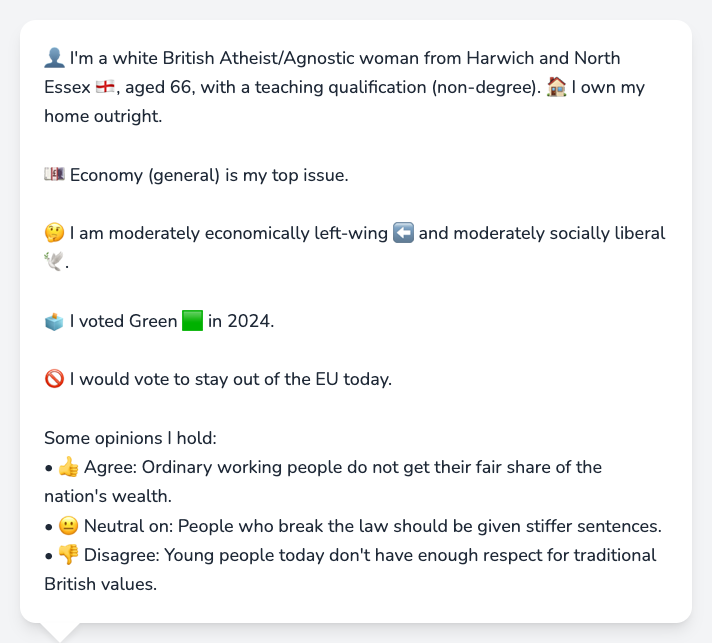 👤 I'm a white British Atheist/Agnostic woman from Harwich and North
Essex 🏴󠁧󠁢󠁥󠁮󠁧󠁿, aged 66, with a teaching qualification (non-degree). 🏠 I own my
home outright.
💷 Economy (general) is my top issue.
🤔 I am moderately economically left-wing ⬅️ and moderately socially liberal
🕊️.
🗳️ I voted Green 🟩 in 2024.
🚫 I would vote to stay out of the EU today.
Some opinions I hold:
• 👍 Agree: Ordinary working people do not get their fair share of the
nation's wealth.
• 😐 Neutral on: People who break the law should be given stiffer sentences.
• 👎 Disagree: Young people today don't have enough respect for traditional
British values.